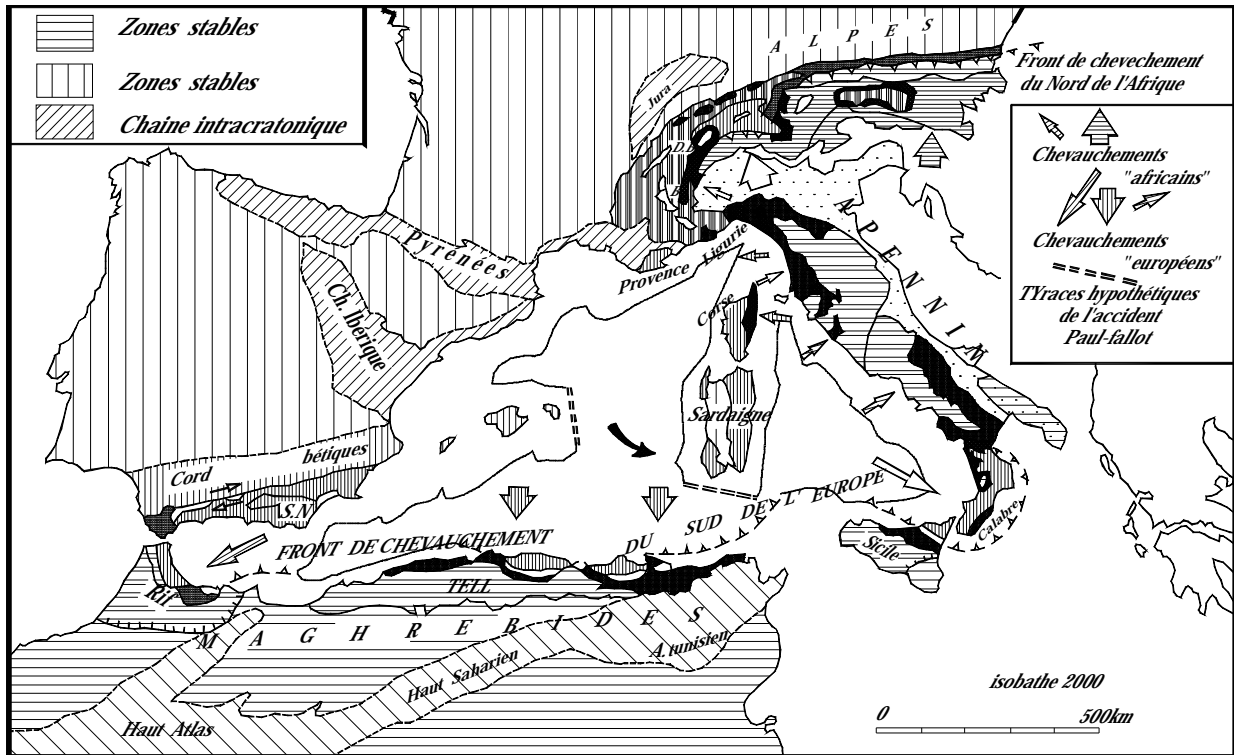 Zones stables
Zones stables
Chaine intracratonique
ALPES
Front de chevechement
du Nord de l'Afrique
Jura
D.B
Chevauchements
"africains"
Chevauchements
"européens"
TYraces hypothétiques
de l'accident
Paul-fallot
APENNIN
Pyrénées
Ch. Ibérique
Provence
Ligurie
Corse
Sardaigne
Cord bétiques
S.N
FRONT DE CHEVAUCHEMENT DU SUD DE L' EUROPE
Calabre
Sicile
Rif
TELL
MAGHREBIDES
A.tunisien
Haut Saharien
Haut Atlas
isobathe 2000
0 500km